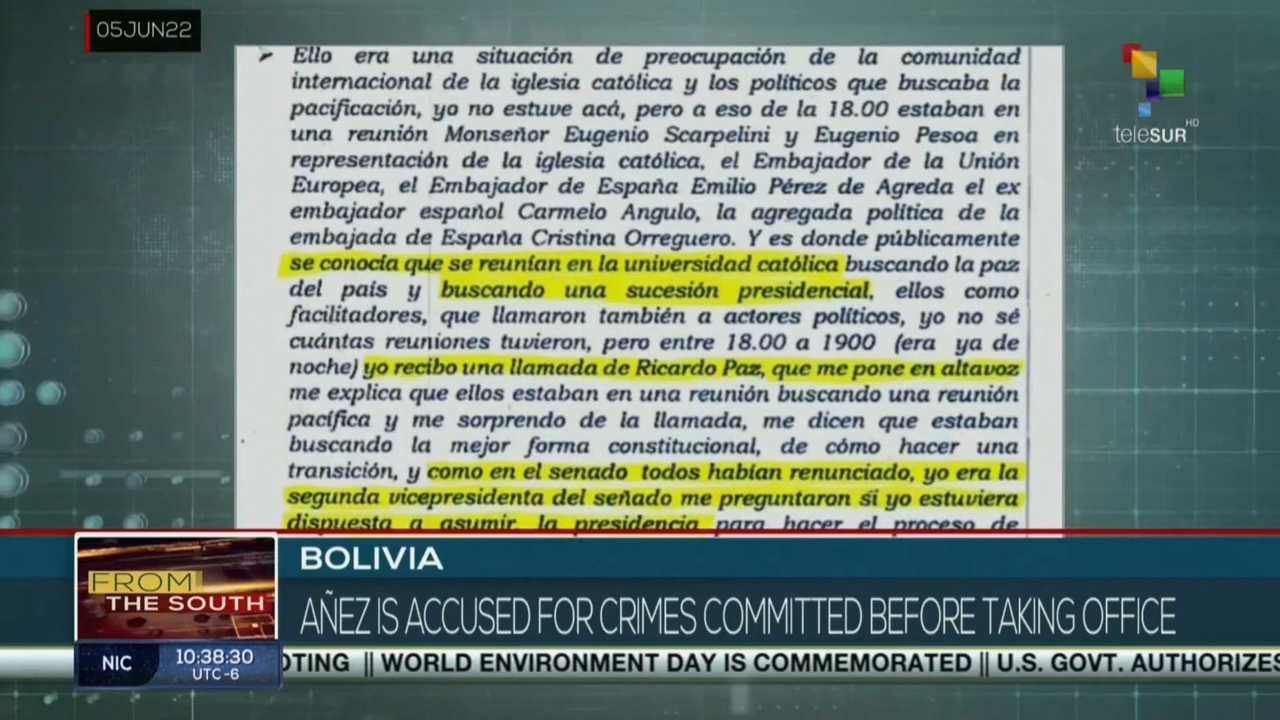 05JUN22
Ello era una situación de preocupación de la comunidad
internacional de la iglesia católica y los políticos que buscaba la
pacificación, yo no estuve acá, pero a eso de la 18.00 estaban en
una reunión Monseñor Eugenio Scarpelini y Eugenio Pesoa en
representación de la iglesia católica, el Embajador de la Unión
Europea, el Embajador de España Emilio Pérez de Agreda el ex
embajador español Carmelo Angulo, la agregada política de la
embajada de España Cristina Orreguero. Y es donde públicamente
se conocía que se reunían en la universidad católica buscando la paz
del país y buscando una sucesión presidencial, ellos como
facilitadores, que llamaron también a actores políticos, yo no sé
cuántas reuniones tuvieron, pero entre 18.00 a 1900 (era ya de
noche) yo recibo una llamada de Ricardo Paz, que me pone en altavoz
me explica que ellos estaban en una reunión buscando una reunión
pacífica y me sorprendo de la llamada, me dicen que estaban
buscando la mejor forma constitucional, de cómo hacer una
transición, y como en el senado todos habían renunciado, yo era la
segunda vicepresidenta del señado me preguntaron si yo estuviera
dispuesta a asumir la presidencia para hacer el proceso de
teleSUR HD
BOLIVIA
AÑEZ IS ACCUSED FOR CRIMES COMMITTED BEFORE TAKING OFFICE
FROM
THE SOUTH
NIC 10:38:30
UTC-6
OTING || WORLD ENVIRONMENT DAY IS COMMEMORATED || U.S. GOVT. AUTHORIZES